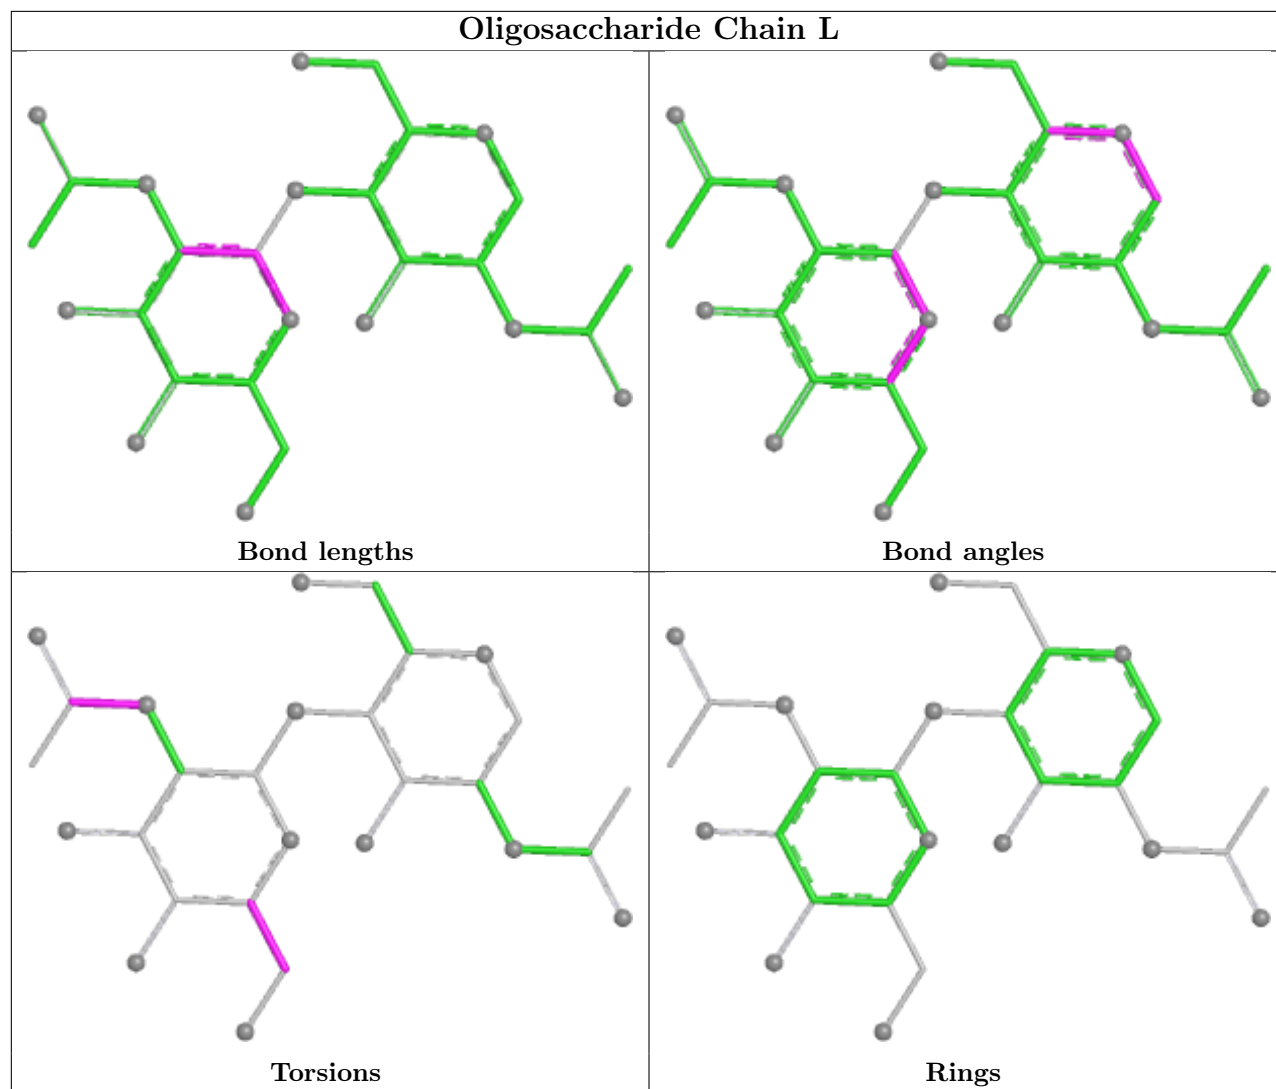 Oligosaccharide Chain L
Bond lengths
Bond angles
Torsions
Rings